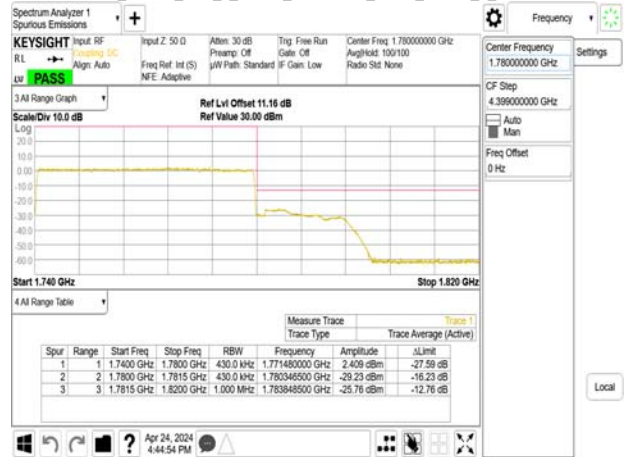 Spectrum Analyzer 1
Spurious Emissions
Frequency
KEYSIGHT
RL
PASS
Input: RF
Coupling: DC
Align: Auto
Input Z: 50 Ω
Freq Ref: Int (S)
NFE: Adaptive
Atten: 30 dB
Preamp: Off
µW Path: Standard
Trig: Free Run
Gate: Off
IF Gain: Low
Center Freq: 1.780000000 GHz
Avg|Hold: 100/100
Radio Std: None
Center Frequency
1.780000000 GHz
Settings
CF Step
4.399000000 GHz
Auto
Man
Freq Offset
0 Hz
Local
3 All Range Graph
Scale/Div 10.0 dB
Ref Lvl Offset 11.16 dB
Ref Value 30.00 dBm
Log
20.0
10.0
0.00
-10.0
-20.0
-30.0
-40.0
-50.0
-60.0
Start 1.740 GHz
Stop 1.820 GHz
4 All Range Table
Measure Trace Trace 1
Trace Type Trace Average (Active)
Spur Range Start Freq Stop Freq RBW Frequency Amplitude ΔLimit
1 1 1.7400 GHz 1.7800 GHz 430.0 kHz 1.771480000 GHz 2.409 dBm -27.59 dB
2 2 1.7800 GHz 1.7815 GHz 430.0 kHz 1.780346500 GHz -29.23 dBm -16.23 dB
3 3 1.7815 GHz 1.8200 GHz 1.000 MHz 1.783848500 GHz -25.76 dBm -12.76 dB
Apr 24, 2024
4:44:54 PM